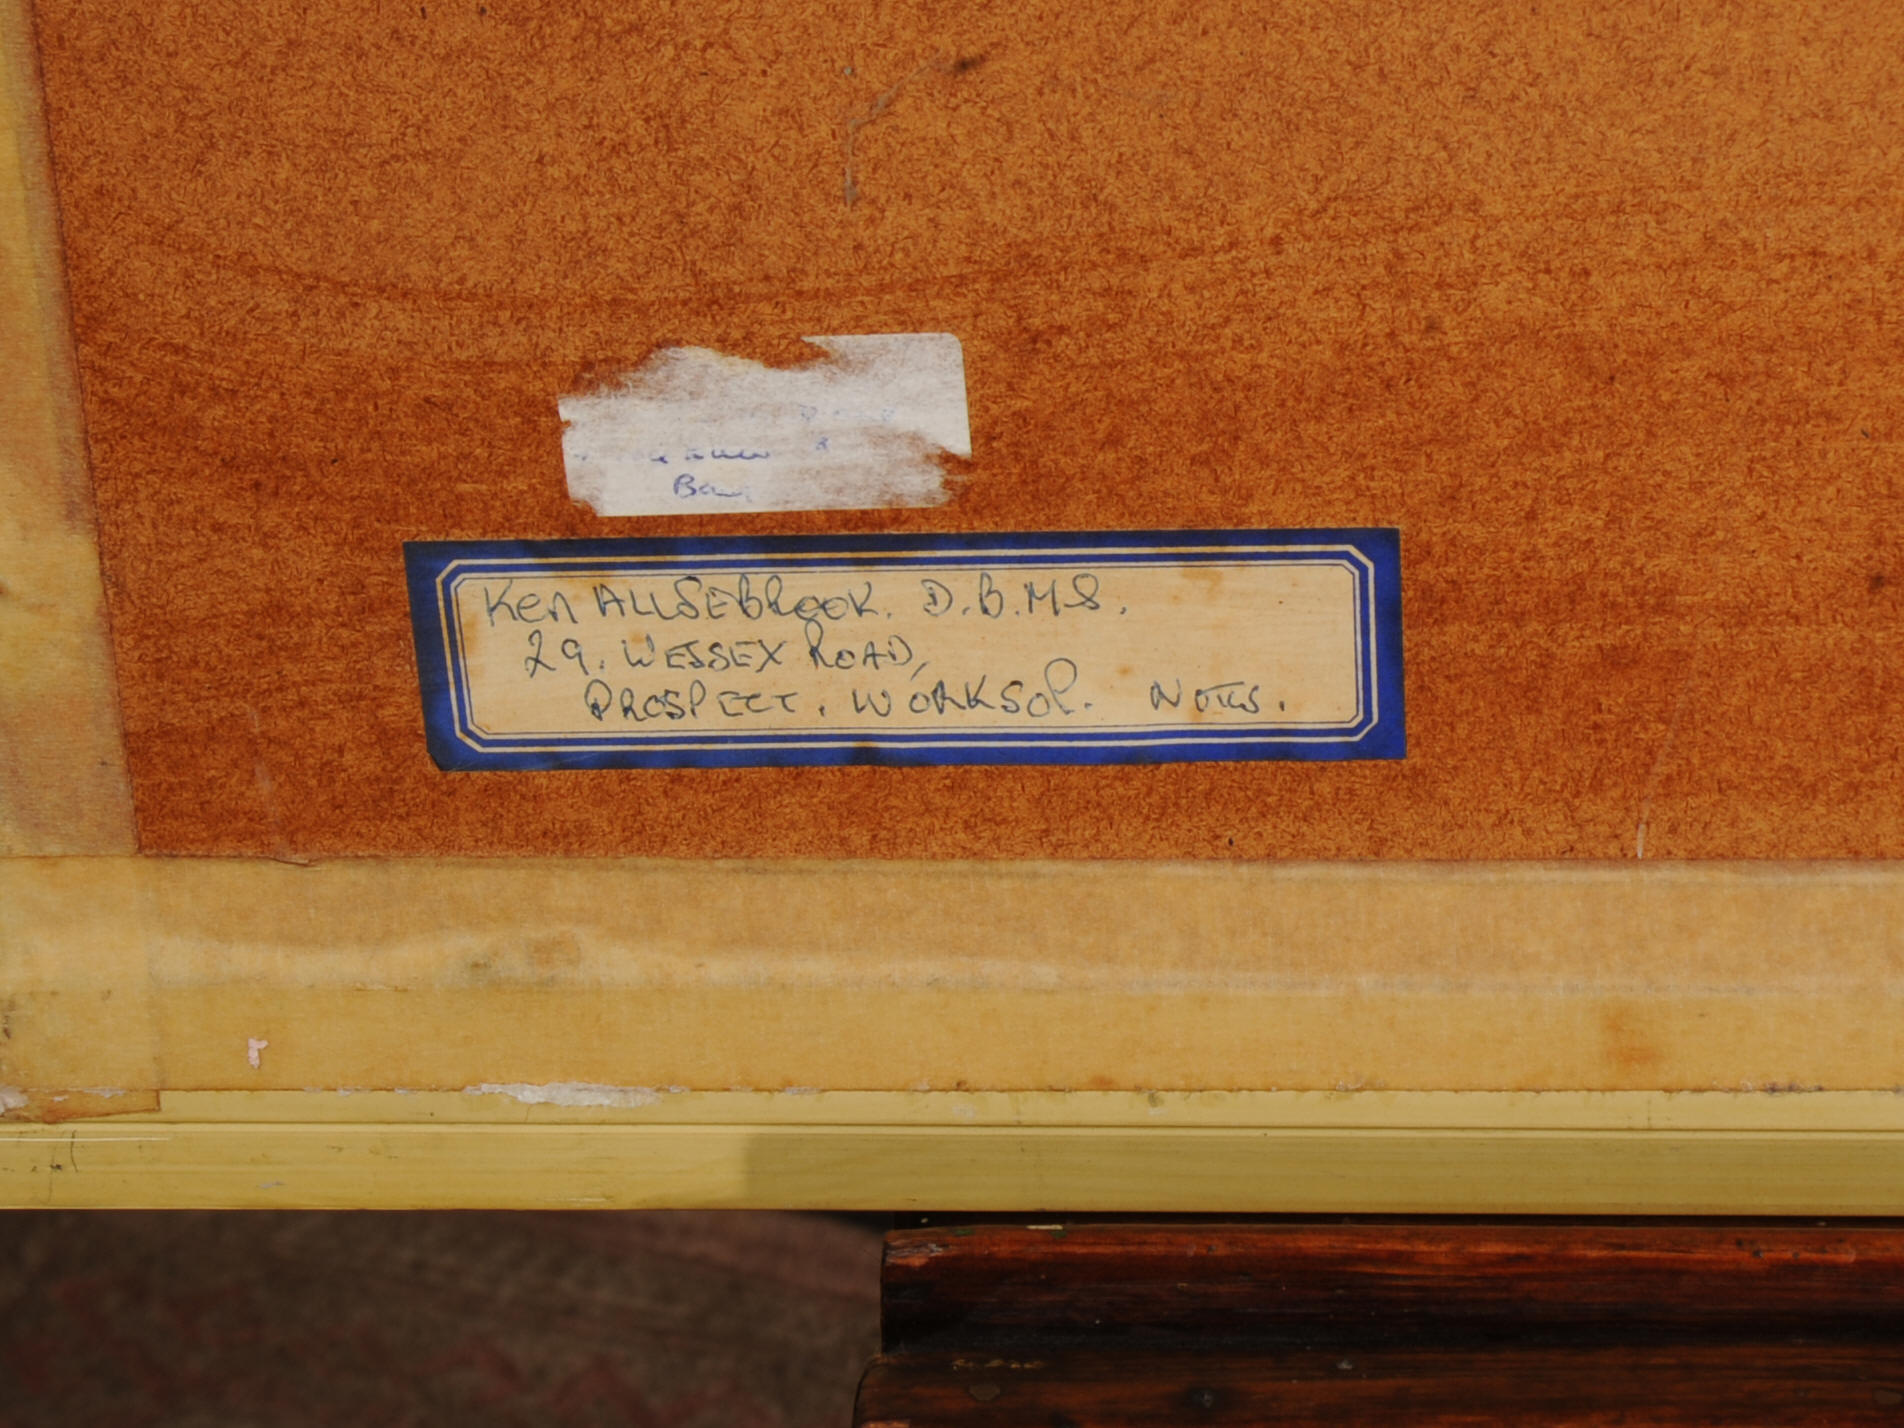 Ken ALLSEBROOK. D.B.M.S.
29. WESSEX ROAD,
PROSPECT. WORKSOP. NOTTS.